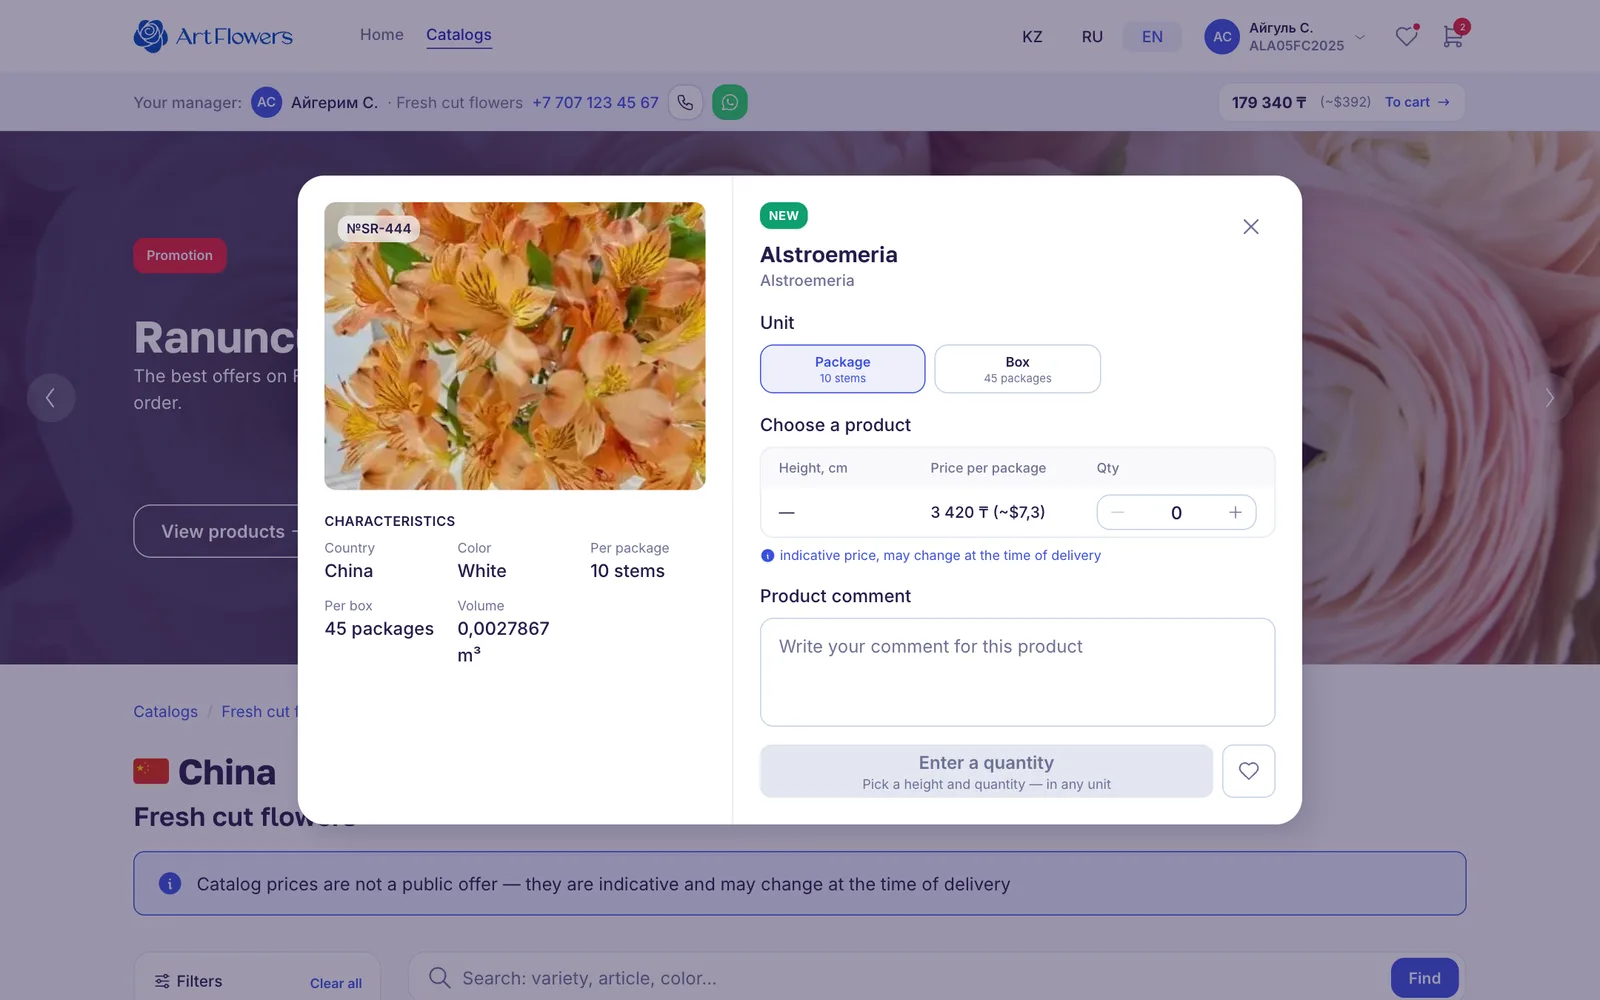 ArtFlowers
Home
Catalogs
KZ
RU
EN
AC
Айгуль С.
ALA05FC2025
2
Your manager:
AC
Айгерим С.
· Fresh cut flowers
+7 707 123 45 67
179 340 ₸
(~$392)
To cart →
Promotion
Ranunc
The best offers on
order.
View products
№SR-444
CHARACTERISTICS
Country
Color
Per package
China
White
10 stems
Per box
Volume
45 packages
0,0027867
m³
NEW
Alstroemeria
Alstroemeria
Unit
Package
10 stems
Box
45 packages
Choose a product
Height, cm
Price per package
Qty
—
3 420 ₸ (~$7,3)
0
indicative price, may change at the time of delivery
Product comment
Write your comment for this product
Enter a quantity
Pick a height and quantity — in any unit
Catalogs / Fresh cut
China
Fresh cut flowers
Catalog prices are not a public offer — they are indicative and may change at the time of delivery
Filters
Clear all
Search: variety, article, color...
Find